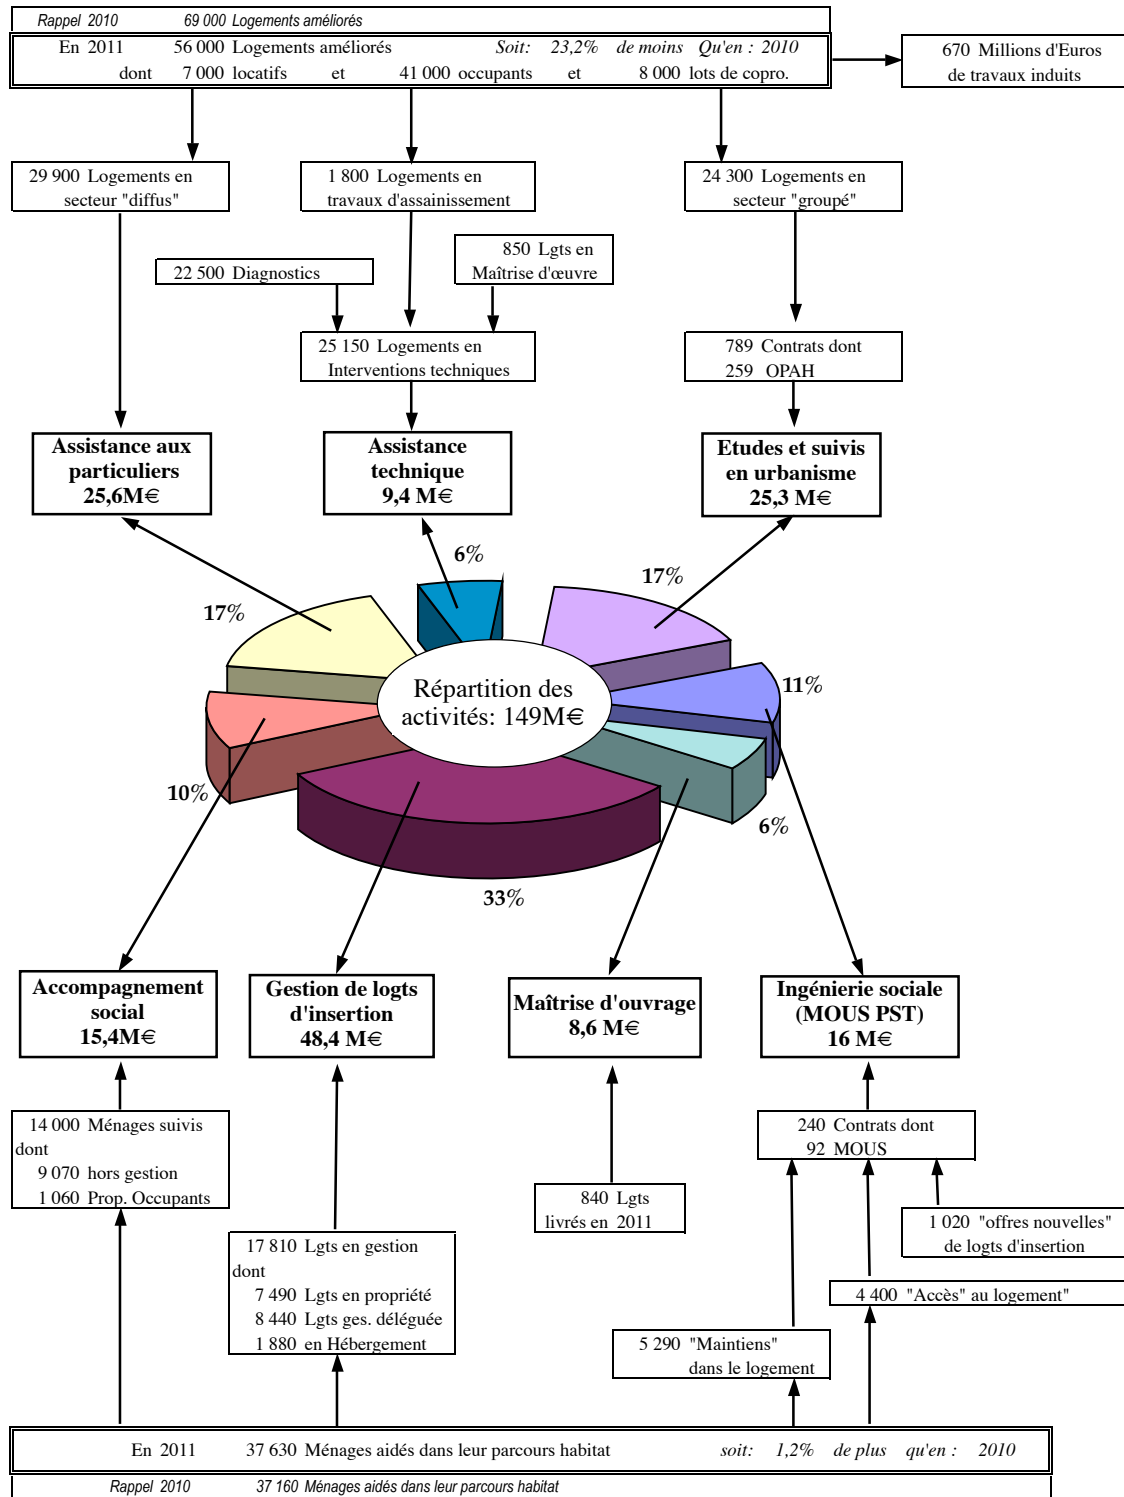 Rappel 2010 69 000 Logements améliorés
En 2011 56 000 Logements améliorés Soit: 23,2% de moins Qu'en : 2010
dont 7 000 locatifs et 41 000 occupants et 8 000 lots de copro.
670 Millions d'Euros
de travaux induits
29 900 Logements en
secteur "diffus"
1 800 Logements en
travaux d'assainissement
24 300 Logements en
secteur "groupé"
22 500 Diagnostics
850 Lgts en
Maîtrise d'œuvre
25 150 Logements en
Interventions techniques
789 Contrats dont
259 OPAH
Assistance aux
particuliers
25,6M€
Assistance
technique
9,4 M€
Etudes et suivis
en urbanisme
25,3 M€
6%
17%
17%
11%
Répartition des
activités: 149M€
10%
6%
33%
Accompagnement
social
15,4M€
Gestion de logts
d'insertion
48,4 M€
Maîtrise d'ouvrage
8,6 M€
Ingénierie sociale
(MOUS PST)
16 M€
14 000 Ménages suivis
dont
9 070 hors gestion
1 060 Prop. Occupants
240 Contrats dont
92 MOUS
840 Lgts
livrés en 2011
1 020 "offres nouvelles"
de logts d'insertion
17 810 Lgts en gestion
dont
7 490 Lgts en propriété
8 440 Lgts ges. déléguée
1 880 en Hébergement
4 400 "Accès" au logement"
5 290 "Maintiens"
dans le logement
En 2011 37 630 Ménages aidés dans leur parcours habitat soit: 1,2% de plus qu'en : 2010
Rappel 2010 37 160 Ménages aidés dans leur parcours habitat